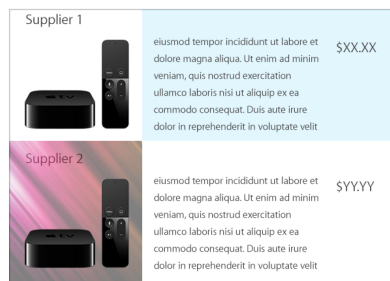 Supplier 1
eiusmod tempor incididunt ut labore et
dolore magna aliqua. Ut enim ad minim
veniam, quis nostrud exercitation
ullamco laboris nisi ut aliquip ex ea
commodo consequat. Duis aute irure
dolor in reprehenderit in voluptate velit
$XX.XX
Supplier 2
eiusmod tempor incididunt ut labore et
dolore magna aliqua. Ut enim ad minim
veniam, quis nostrud exercitation
ullamco laboris nisi ut aliquip ex ea
commodo consequat. Duis aute irure
dolor in reprehenderit in voluptate velit
$YY.YY